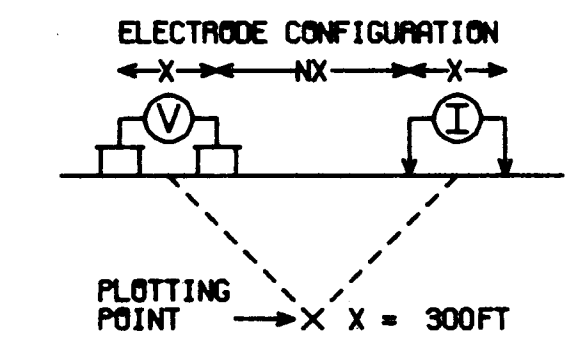 ELECTRODE CONFIGURATION
X NX X
V I
PLOTTING
POINT X X = 300FT